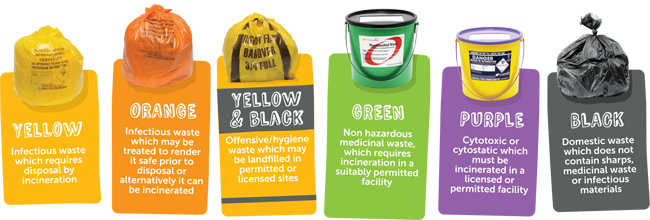 YELLOW
Infectious waste
which requires
disposal by
incineration
ORANGE
Infectious waste
which may be
treated to render
it safe prior to
disposal or
alternatively it can
be incinerated
YELLOW
& BLACK
Offensive/hygiene
waste which may
be landfilled in
permitted or
licensed sites
GREEN
Non hazardous
medicinal waste,
which requires
incineration in a
suitably permitted
facility
DANGER
PURPLE
Cytotoxic or
cytostatic which
must be
incinerated in a
licensed or
permitted facility
BLACK
Domestic waste
which does not
contain sharps,
medicinal waste
or infectious
materials